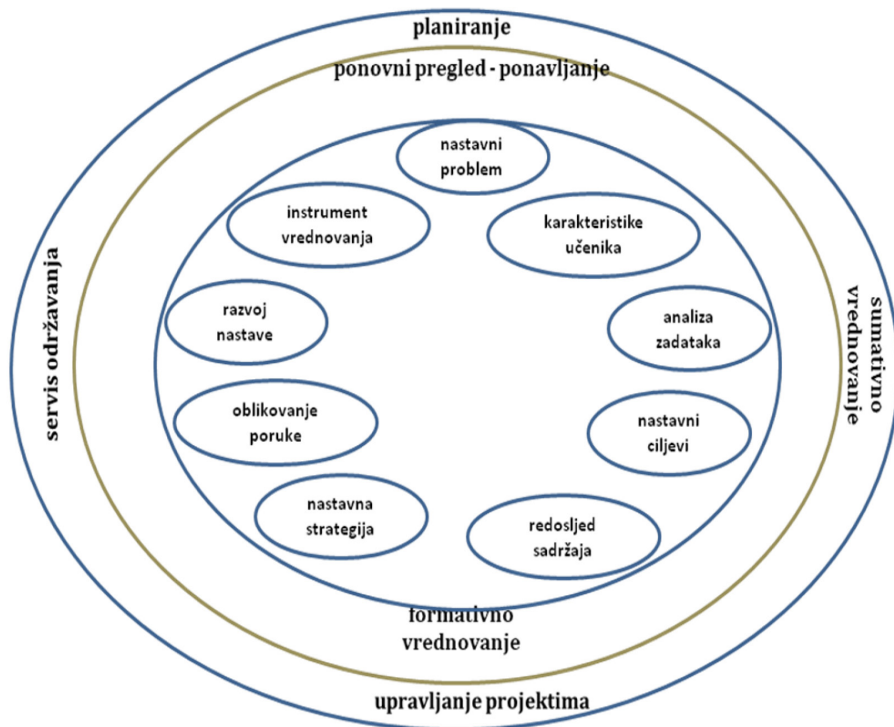 planiranje
ponovni pregled - ponavljanje
nastavni
problem
instrument
vrednovanja
karakteristike
učenika
razvoj
nastave
analiza
zadataka
servis održavanja
sumativno
vrednovanje
oblikovanje
poruke
nastavni
ciljevi
nastavna
strategija
redosljed
sadržaja
formativno
vrednovanje
upravljanje projektima